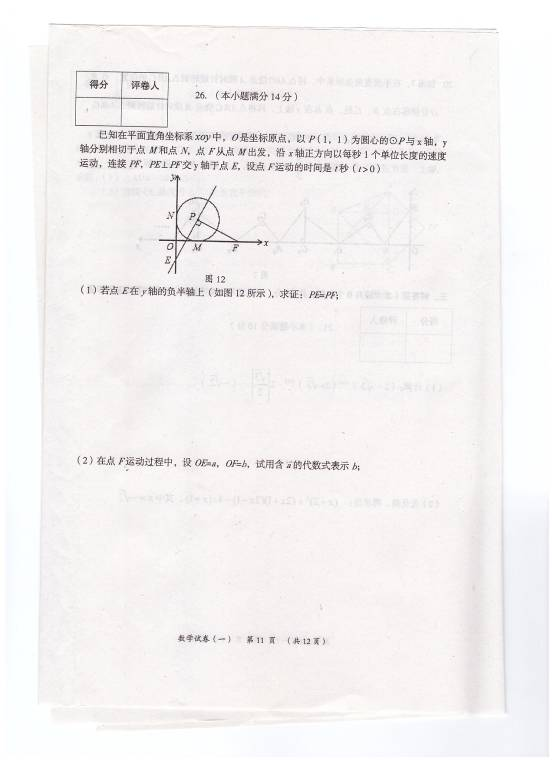 得分 评卷人
26.（本小题满分14分）
已知在平面直角坐标系xoy中，O是坐标原点，以P（1，1）为圆心的⊙P与x轴，y
轴分别相切于点M和点N，点F从点M出发，沿x轴正方向以每秒1个单位长度的速度
运动，连接PF，PE⊥PF交y轴于点E，设点F运动的时间是t秒（t>0）
y
N P
O M F x
E
图12
（1）若点E在y轴的负半轴上（如图12所示），求证：PE=PF；
（2）在点F运动过程中，设OE=a，OF=b，试用含a的代数式表示b；
数学试卷（一） 第11页 （共12页）